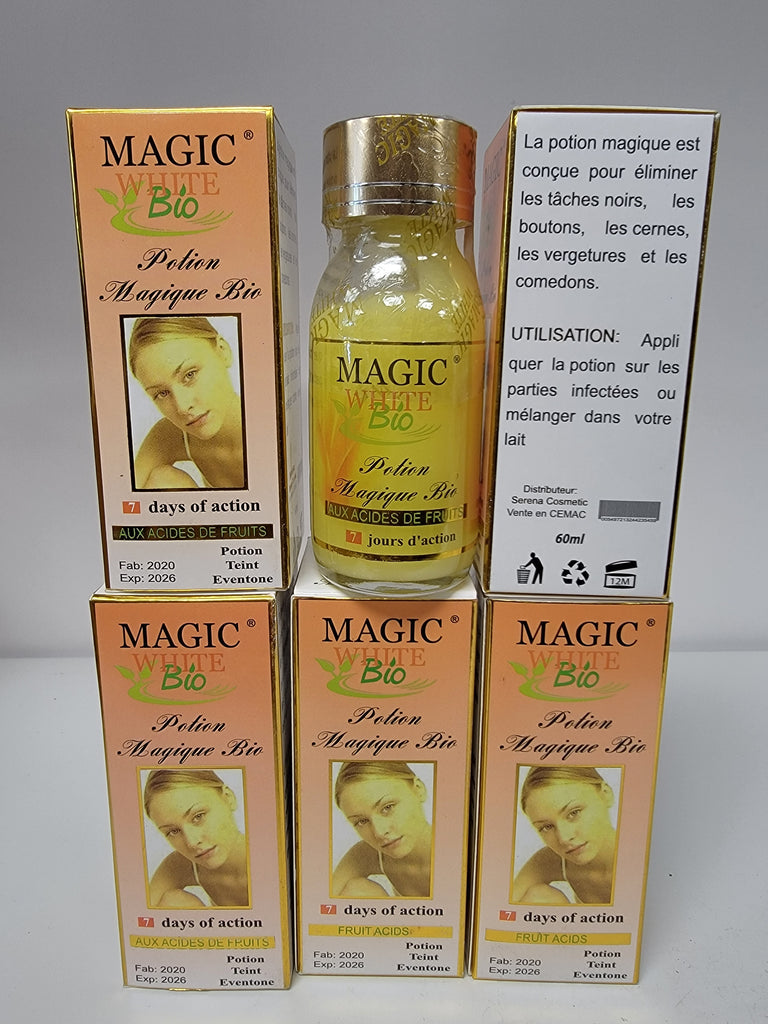 MAGIC®
WHITE
Bio
Potion
Magique Bio
7 days of action
AUX ACIDES DE FRUITS
Fab: 2020
Exp: 2026
Potion
Teint
Eventone
MAGIC
MAGIC®
WHITE
Bio
Potion
Magique Bio
AUX ACIDES DE FRUITS
7 jours d'action
La potion magique est
conçue pour éliminer
les tâches noirs, les
boutons, les cernes,
les vergetures et les
comedons.
UTILISATION: Appli
quer la potion sur les
parties infectées ou
mélanger dans votre
lait
Distributeur:
Serena Cosmetic
Vente en CEMAC
60ml
12M
MAGIC®
WHITE
Bio
Potion
Magique Bio
7 days of action
AUX ACIDES DE FRUITS
Fab: 2020
Exp: 2026
Potion
Teint
Eventone
MAGIC®
WHITE
Bio
Potion
Magique Bio
7 days of action
FRUIT ACIDS
Fab: 2020
Exp: 2026
Potion
Teint
Eventone
MAGIC®
WHITE
Bio
Potion
Magique Bio
7 days of action
FRUIT ACIDS
Fab: 2020
Exp: 2026
Potion
Teint
Eventone